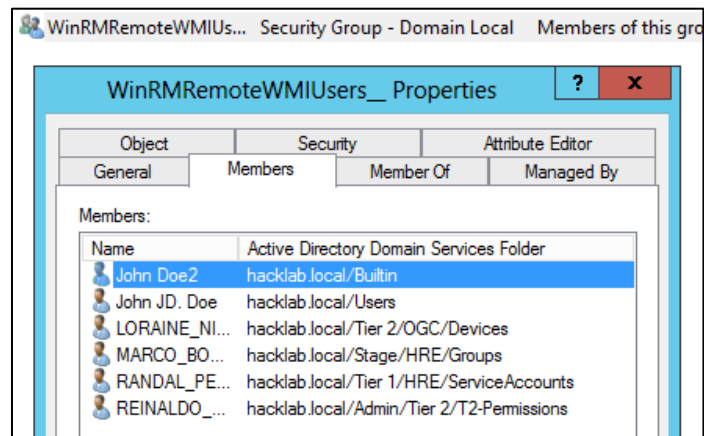 WinRMRemoteWMIUs... Security Group - Domain Local Members of this gro
WinRMRemoteWMIUsers__ Properties ? x
Object Security Attribute Editor
General Members Member Of Managed By
Members:
Name Active Directory Domain Services Folder
John Doe2 hacklab.local/Builtin
John JD. Doe hacklab.local/Users
LORAINE_NI... hacklab.local/Tier 2/OGC/Devices
MARCO_BO... hacklab.local/Stage/HRE/Groups
RANDAL_PE... hacklab.local/Tier 1/HRE/ServiceAccounts
REINALDO_... hacklab.local/Admin/Tier 2/T2-Permissions